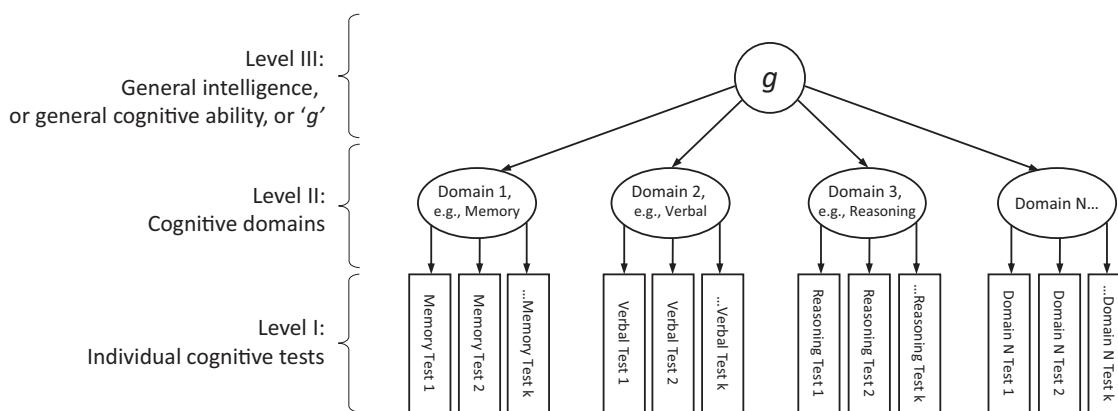 Level III:
General intelligence,
or general cognitive ability, or ‘g’
g
Level II:
Cognitive domains
Domain 1,
e.g., Memory
Domain 2,
e.g., Verbal
Domain 3,
e.g., Reasoning
Domain N...
Level I:
Individual cognitive tests
Memory Test 1
Memory Test 2
...Memory Test k
Verbal Test 1
Verbal Test 2
...Verbal Test k
Reasoning Test 1
Reasoning Test 2
...Reasoning Test k
Domain N Test 1
Domain N Test 2
...Domain N Test k